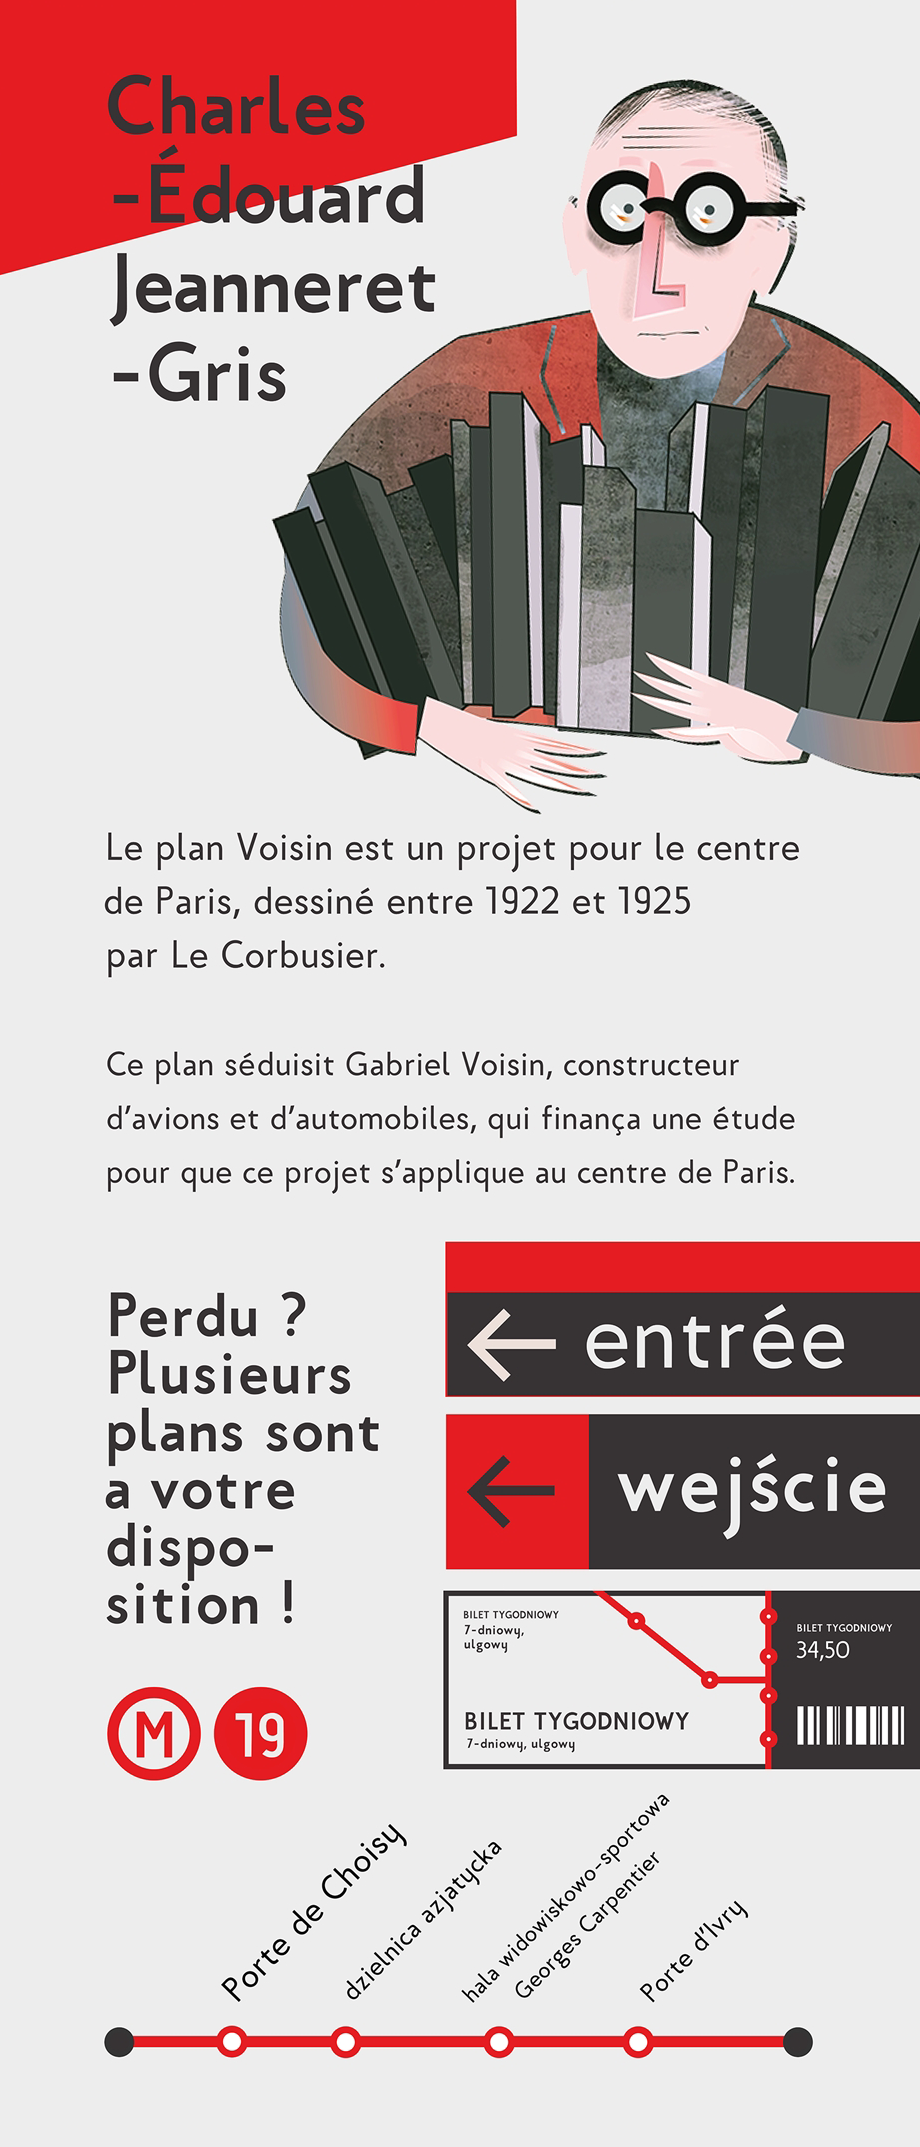 Charles
-Édouard
Jeanneret
-Gris
Le plan Voisin est un projet pour le centre
de Paris, dessiné entre 1922 et 1925
par Le Corbusier.
Ce plan séduisit Gabriel Voisin, constructeur
d'avions et d'automobiles, qui finança une étude
pour que ce projet s'applique au centre de Paris.
Perdu ?
Plusieurs
plans sont
a votre
dispo-
sition !
M 19
← entrée
← wejście
BILET TYGODNIOWY
7-dniowy,
ulgowy
BILET TYGODNIOWY
7-dniowy, ulgowy
BILET TYGODNIOWY
34,50
Porte de Choisy
dzielnica azjatycka
hala widowiskowo-sportowa
Georges Carpentier
Porte d'Ivry